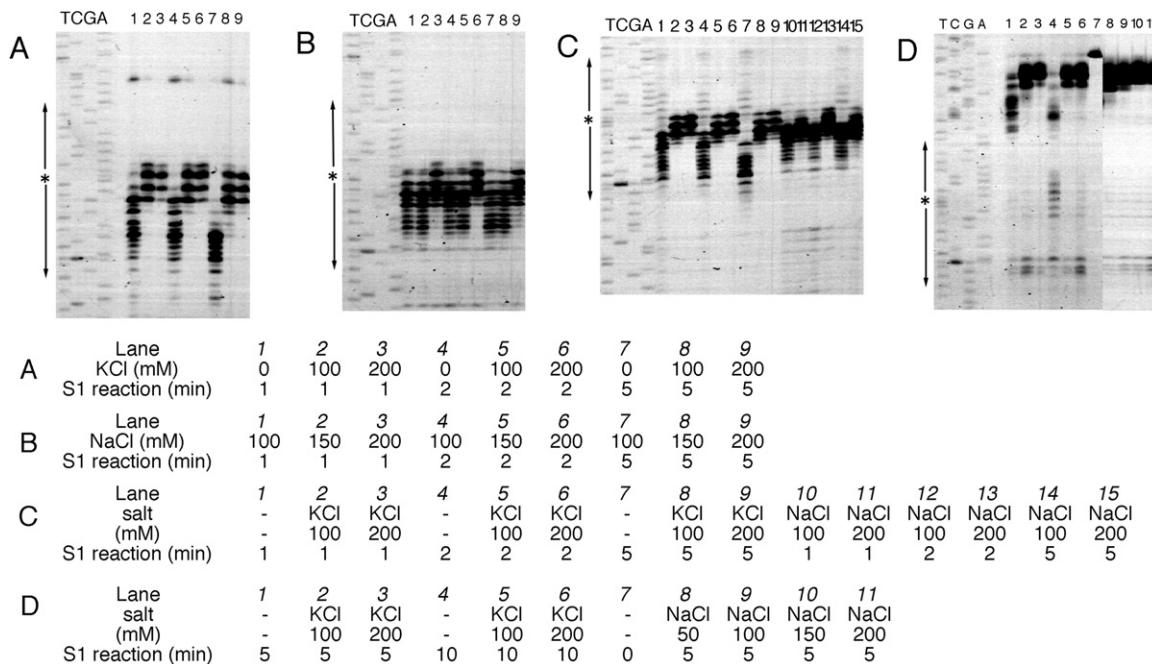 A
TCGA 1 2 3 4 5 6 7 8 9
*
B
TCGA 1 2 3 4 5 6 7 8 9
*
C
TCGA 1 2 3 4 5 6 7 8 9 10 11 12 13 14 15
*
D
T C G A 1 2 3 4 5 6 7 8 9 10 1
*
A
Lane 1 2 3 4 5 6 7 8 9
KCl (mM) 0 100 200 0 100 200 0 100 200
S1 reaction (min) 1 1 1 2 2 2 5 5 5
B
Lane 1 2 3 4 5 6 7 8 9
NaCl (mM) 100 150 200 100 150 200 100 150 200
S1 reaction (min) 1 1 1 2 2 2 5 5 5
C
Lane 1 2 3 4 5 6 7 8 9 10 11 12 13 14 15
salt - KCl KCl - KCl KCl - KCl KCl NaCl NaCl NaCl NaCl NaCl NaCl
(mM) - 100 200 - 100 200 - 100 200 100 200 100 200 100 200
S1 reaction (min) 1 1 1 2 2 2 5 5 5 1 1 2 2 5 5
D
Lane 1 2 3 4 5 6 7 8 9 10 11
salt - KCl KCl - KCl KCl - NaCl NaCl NaCl NaCl
(mM) - 100 200 - 100 200 - 50 100 150 200
S1 reaction (min) 5 5 5 10 10 10 0 5 5 5 5